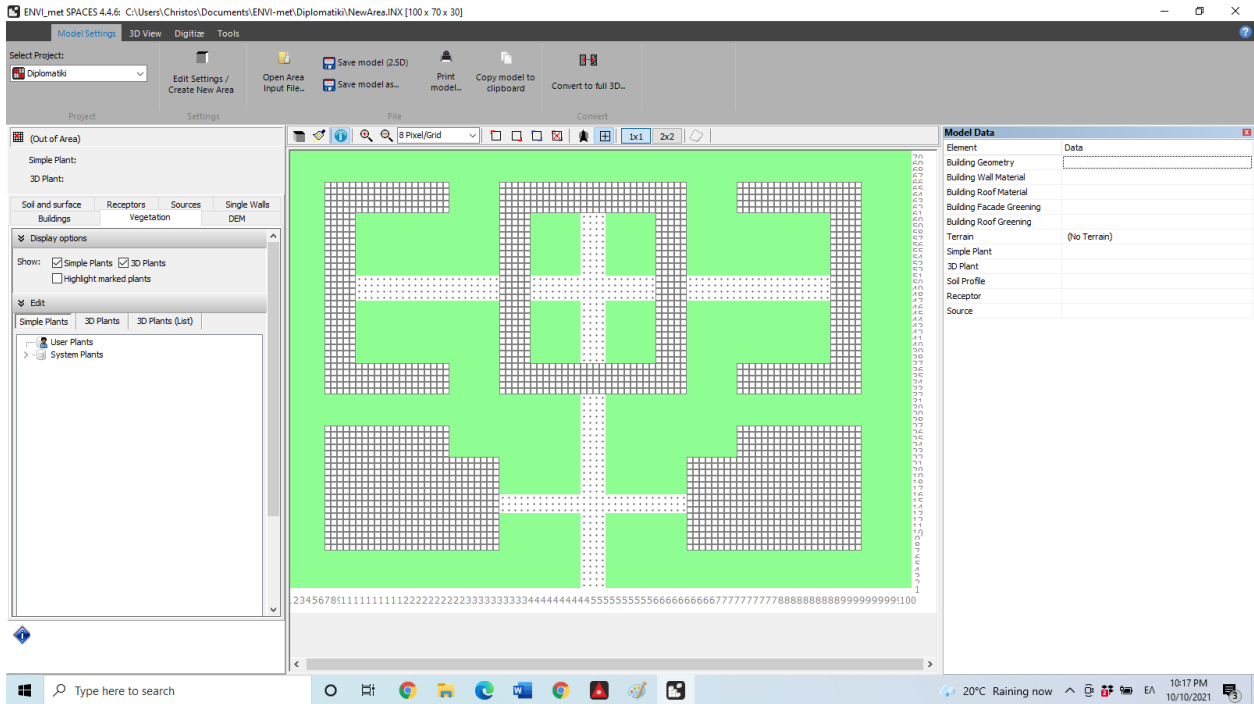 ENVI_met SPACES 4.4.6: C:\Users\Christos\Documents\ENVI-met\Diplomatiki\NewArea.INX [100 x 70 x 30]
Model Settings 3D View Digitize Tools
Select Project:
Diplomatiki
Edit Settings / Create New Area
Open Area Input File...
Save model (2.5D)
Save model as...
Print model...
Copy model to clipboard
Convert to full 3D...
Project Settings File Convert
(Out of Area)
Simple Plant:
3D Plant:
Soil and surface Receptors Sources Single Walls
Buildings Vegetation DEM
Display options
Show: Simple Plants 3D Plants
Highlight marked plants
Edit
Simple Plants 3D Plants 3D Plants (List)
User Plants
System Plants
8 Pixel/Grid
1x1 2x2
Model Data
Element Data
Building Geometry
Building Wall Material
Building Roof Material
Building Facade Greening
Building Roof Greening
Terrain (No Terrain)
Simple Plant
3D Plant
Soil Profile
Receptor
Source
Type here to search
20°C Raining now
ΕΛ
10:17 PM
10/10/2021
3